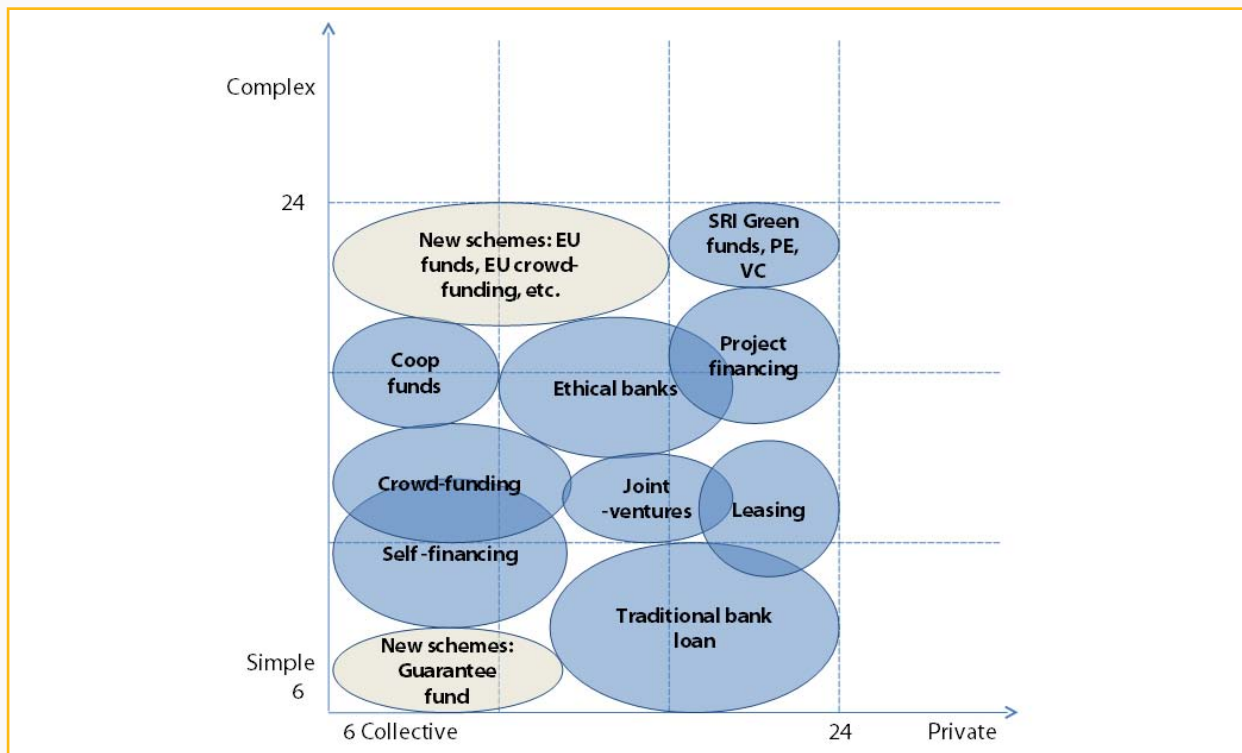 Complex
24
New schemes: EU
funds, EU crowd-
funding, etc.
SRI Green
funds, PE,
VC
Coop
funds
Ethical banks
Project
financing
Crowd-funding
Joint
-ventures
Leasing
Self-financing
Traditional bank
loan
New schemes:
Guarantee
fund
Simple
6
6 Collective
24
Private